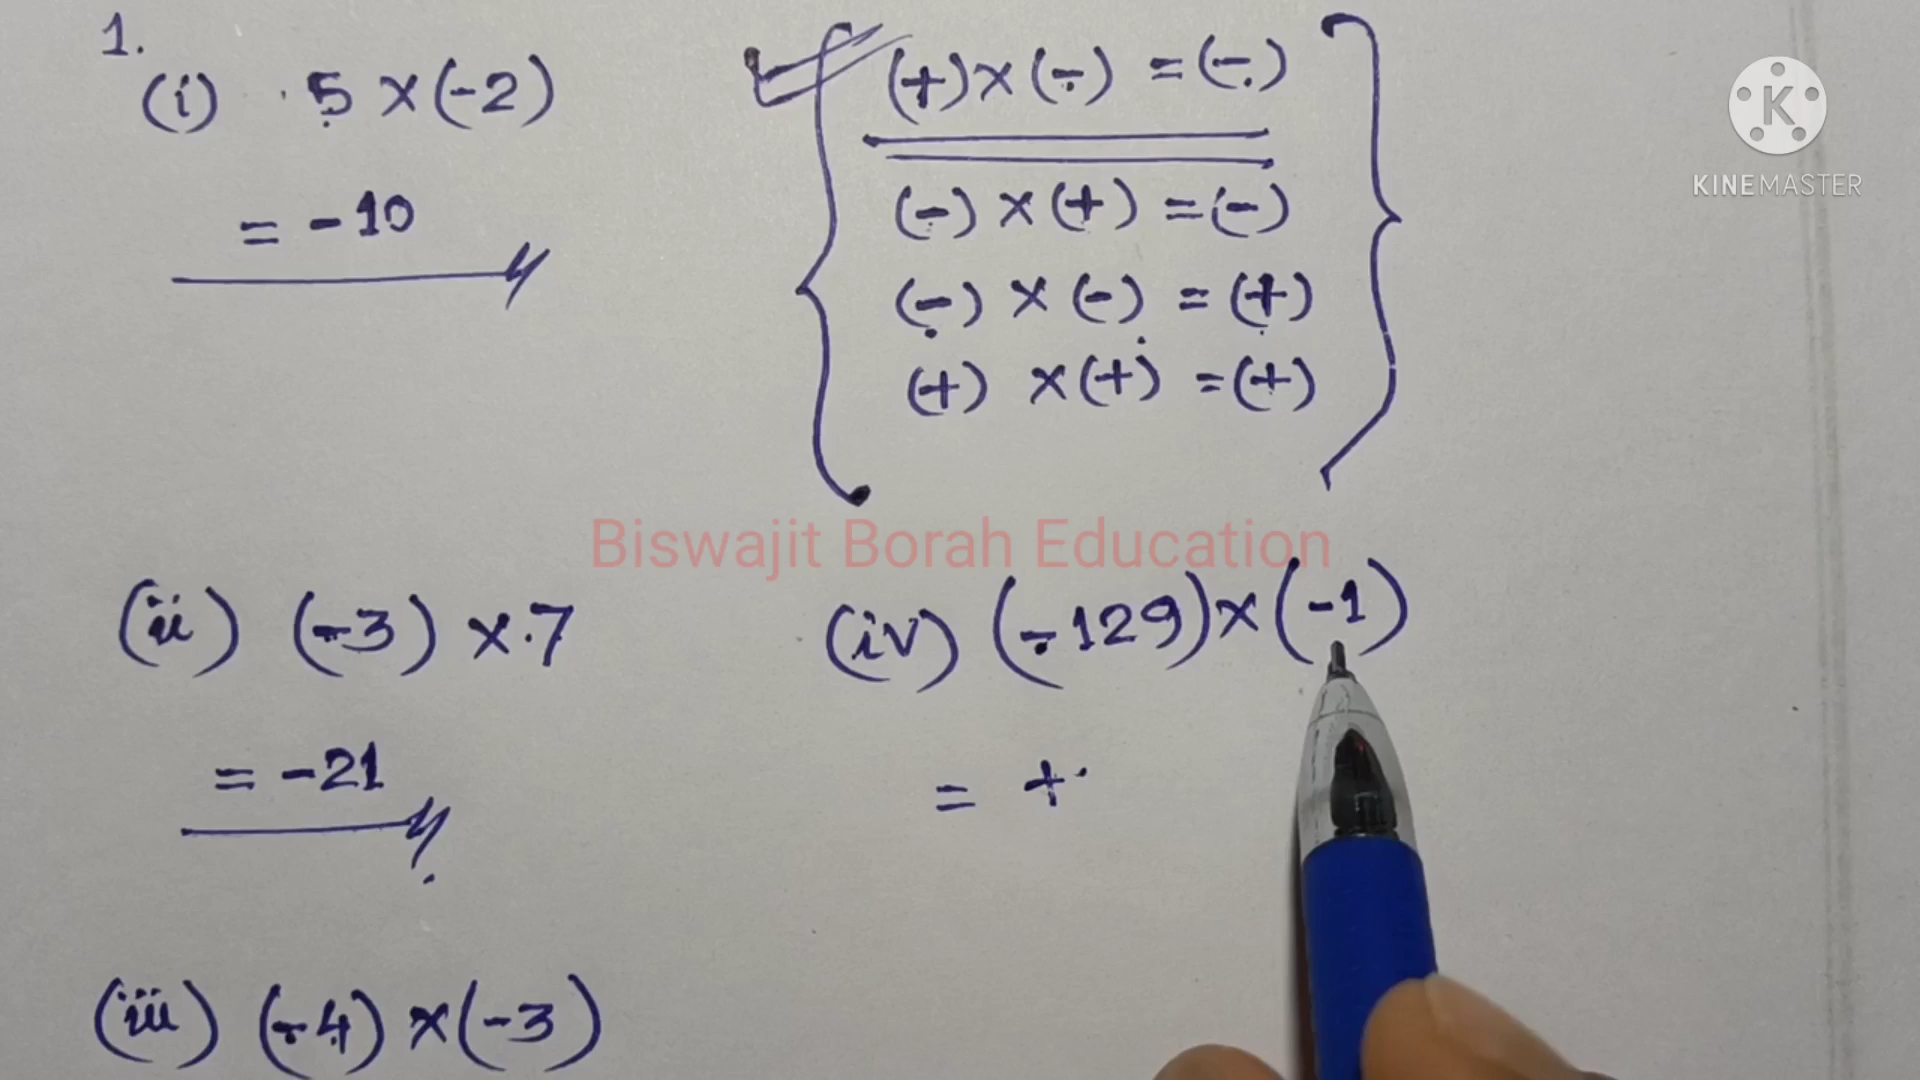 1.
(i) 5 × (-2)
= -10
(+) × (-) = (-)
(-) × (+) = (-)
(-) × (-) = (+)
(+) × (+) = (+)
K
KINEMASTER
Biswajit Borah Education
(ii) (-3) × 7
= -21
(iv) (-129) × (-1)
= +
(iii) (-4) × (-3)